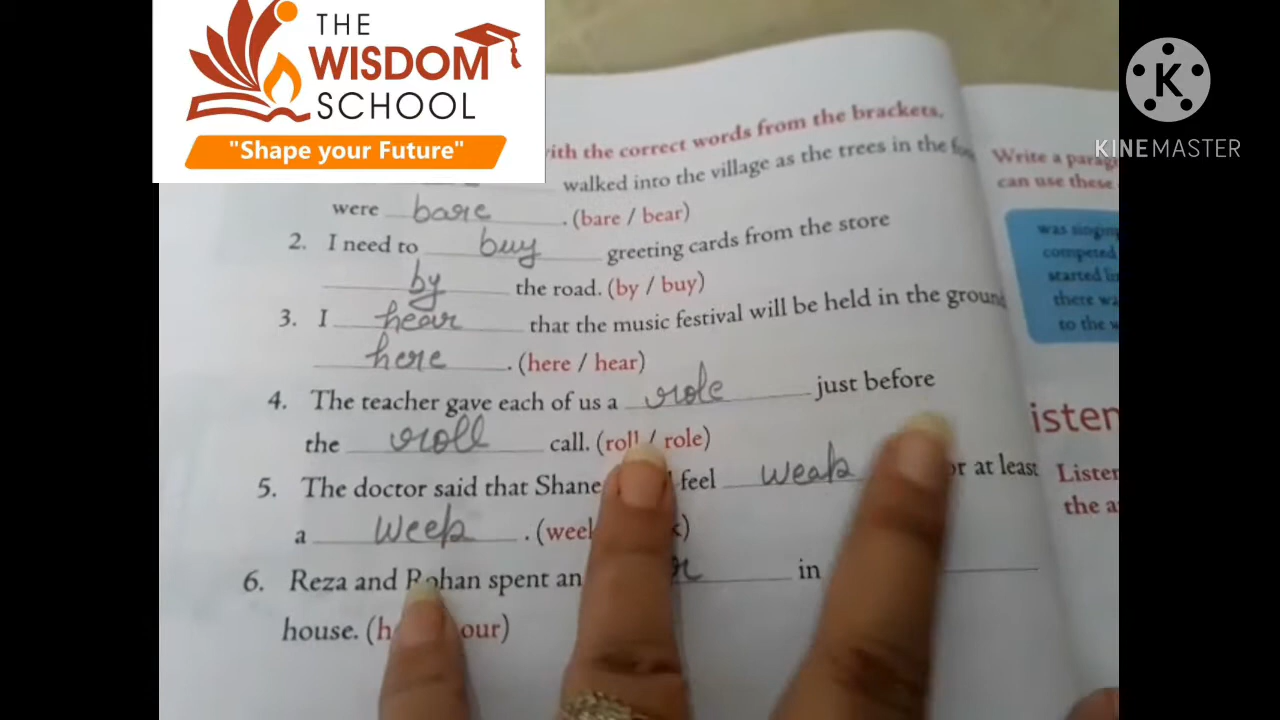 THE
WISDOM
SCHOOL
"Shape your Future"
KINEMASTER
with the correct words from the brackets.
walked into the village as the trees in the
were bare . (bare / bear)
2. I need to buy greeting cards from the store
by the road. (by / buy)
3. I hear that the music festival will be held in the ground
here . (here / hear)
4. The teacher gave each of us a role just before
the roll call. (roll / role)
5. The doctor said that Shane feel weak or at least
a week . (week
6. Reza and Rohan spent an in
house. (h our)
Write a parag
can use these
was singing
competed
started li
there wa
to the w
isten
Listen
the a